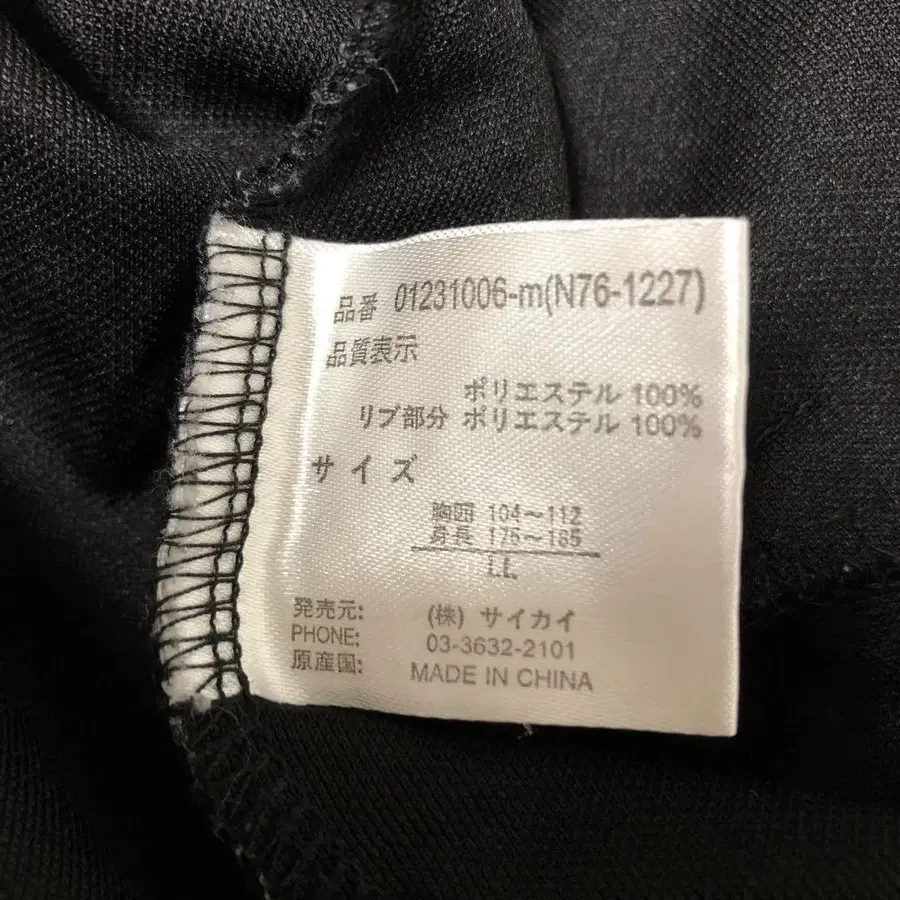 品番 01231006-m(N76-1227)
品質表示
ポリエステル 100%
リブ部分 ポリエステル 100%
サイズ
胸囲 104～112
身長 175～185
LL
発売元: (株) サイカイ
PHONE: 03-3632-2101
原産国: MADE IN CHINA